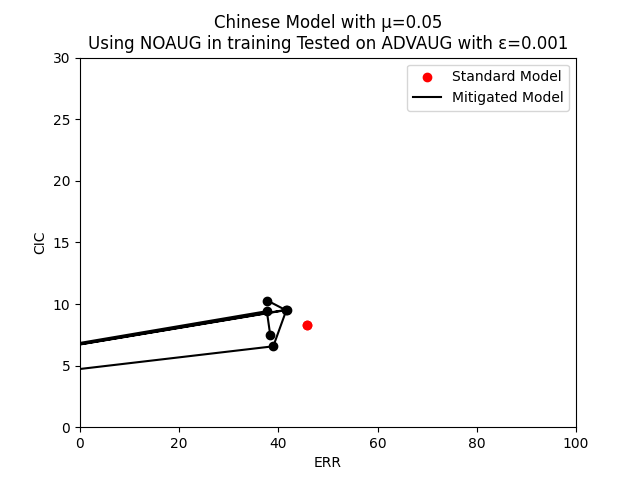 Chinese Model with μ=0.05
Using NOAUG in training Tested on ADVAUG with ε=0.001
Standard Model
Mitigated Model
30
25
20
15
10
5
0
CIC
0 20 40 60 80 100
ERR